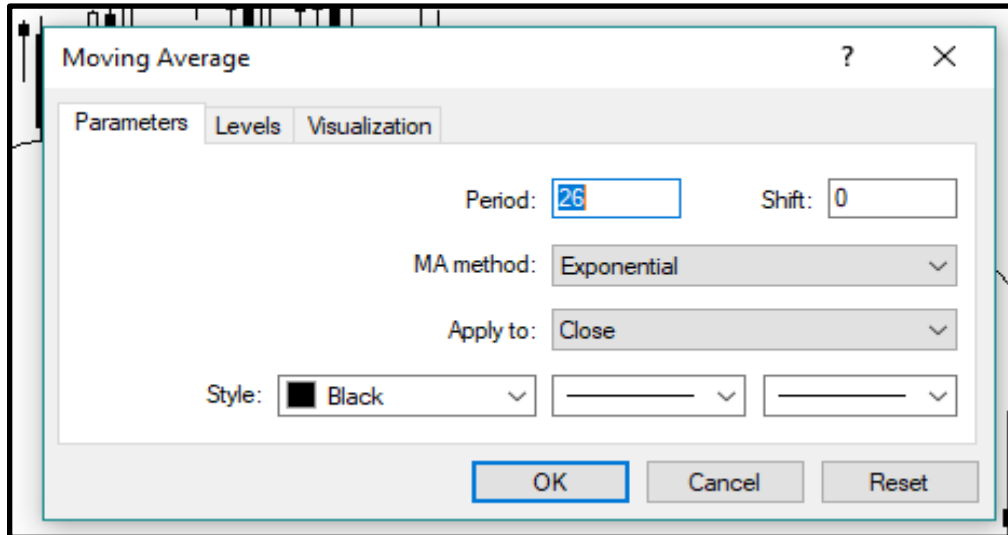 Moving Average ?
Parameters Levels Visualization
Period: 26 Shift: 0
MA method: Exponential
Apply to: Close
Style: Black
OK Cancel Reset